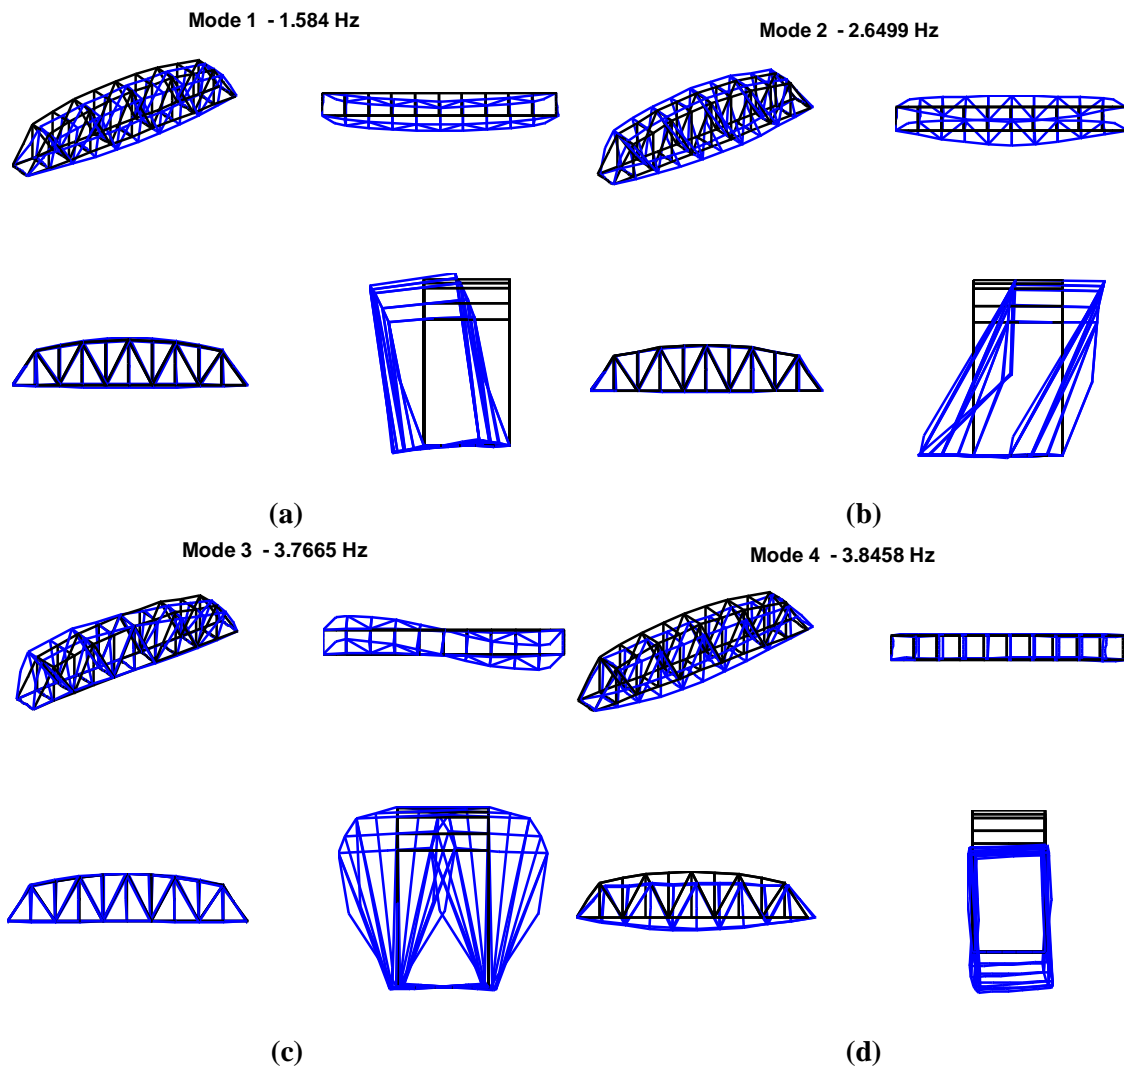 Mode 1 - 1.584 Hz
Mode 2 - 2.6499 Hz
(a)
(b)
Mode 3 - 3.7665 Hz
Mode 4 - 3.8458 Hz
(c)
(d)